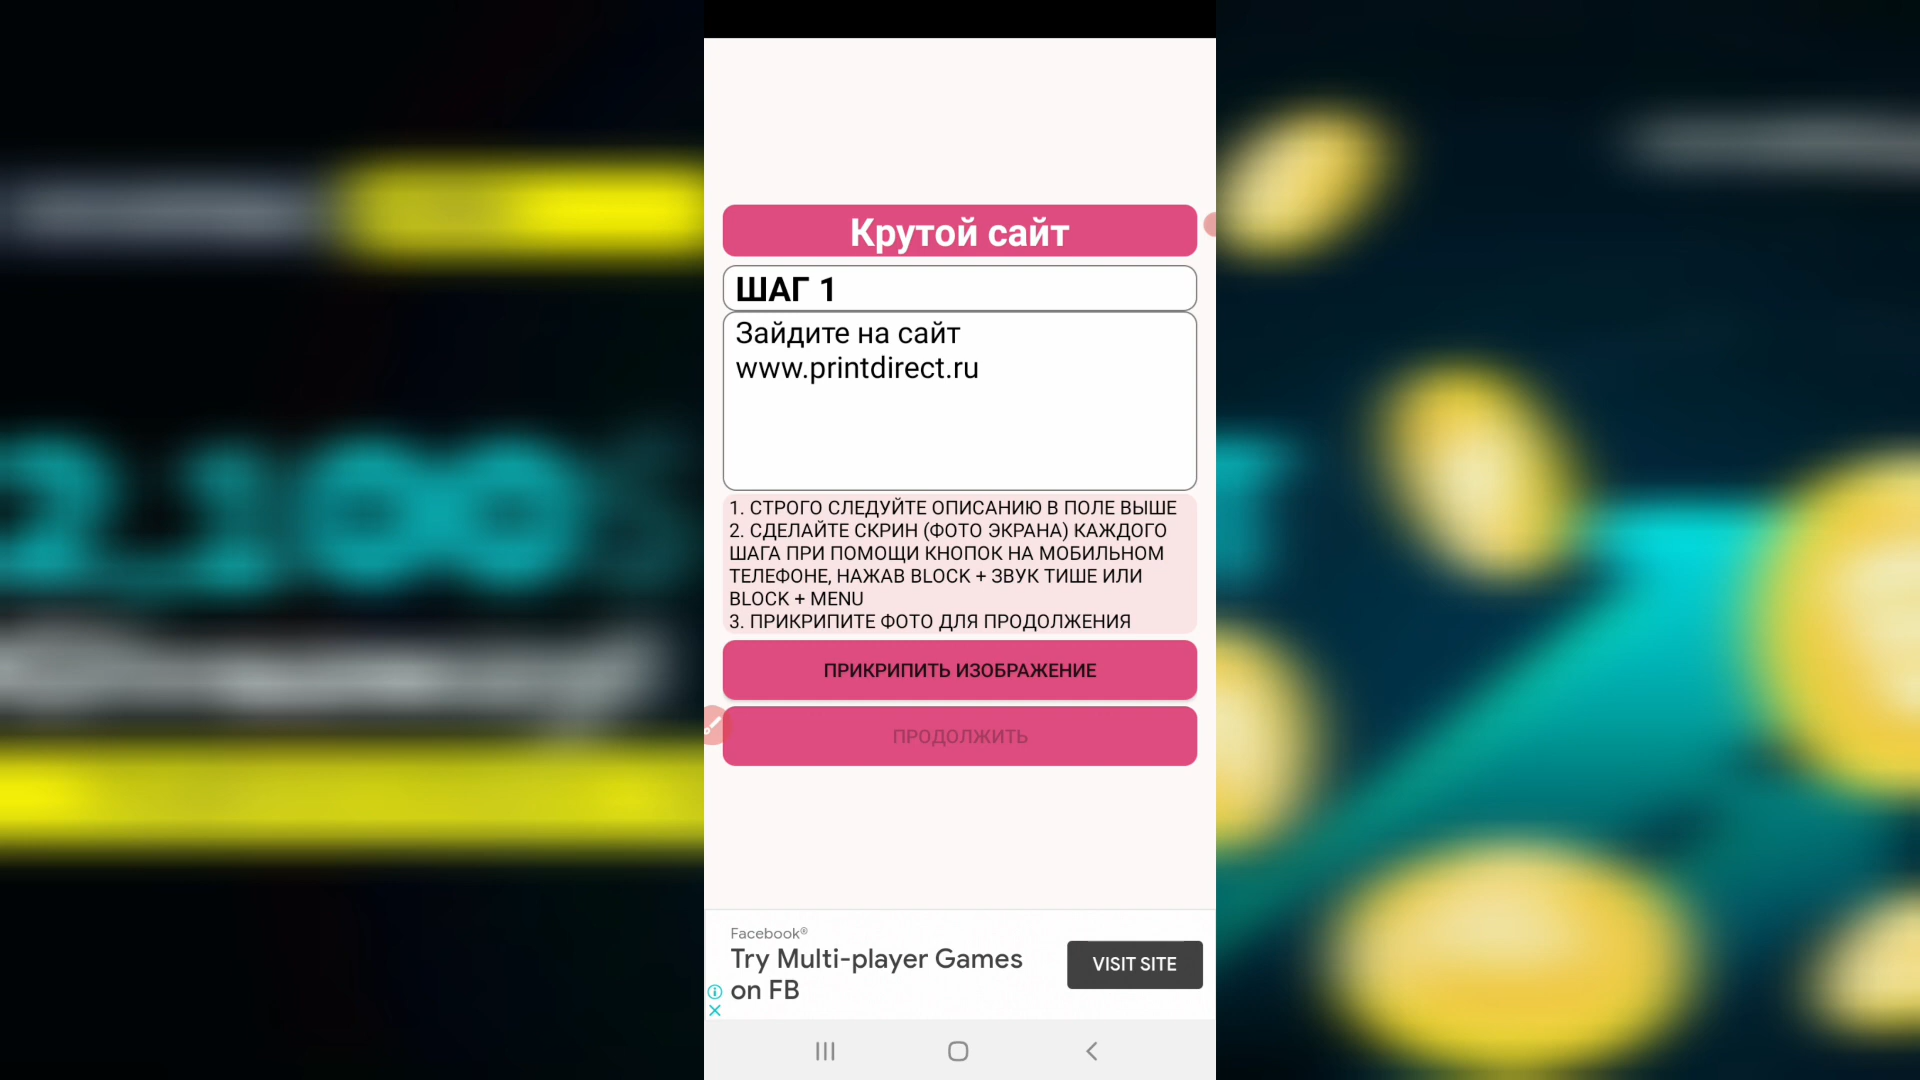 Крутой сайт
ШАГ 1
Зайдите на сайт
www.printdirect.ru
1. СТРОГО СЛЕДУЙТЕ ОПИСАНИЮ В ПОЛЕ ВЫШЕ
2. СДЕЛАЙТЕ СКРИН (ФОТО ЭКРАНА) КАЖДОГО
ШАГА ПРИ ПОМОЩИ КНОПОК НА МОБИЛЬНОМ
ТЕЛЕФОНЕ, НАЖАВ BLOCK + ЗВУК ТИШЕ ИЛИ
BLOCK + MENU
3. ПРИКРИПИТЕ ФОТО ДЛЯ ПРОДОЛЖЕНИЯ
ПРИКРИПИТЬ ИЗОБРАЖЕНИЕ
ПРОДОЛЖИТЬ
Facebook®
Try Multi-player Games
on FB
VISIT SITE